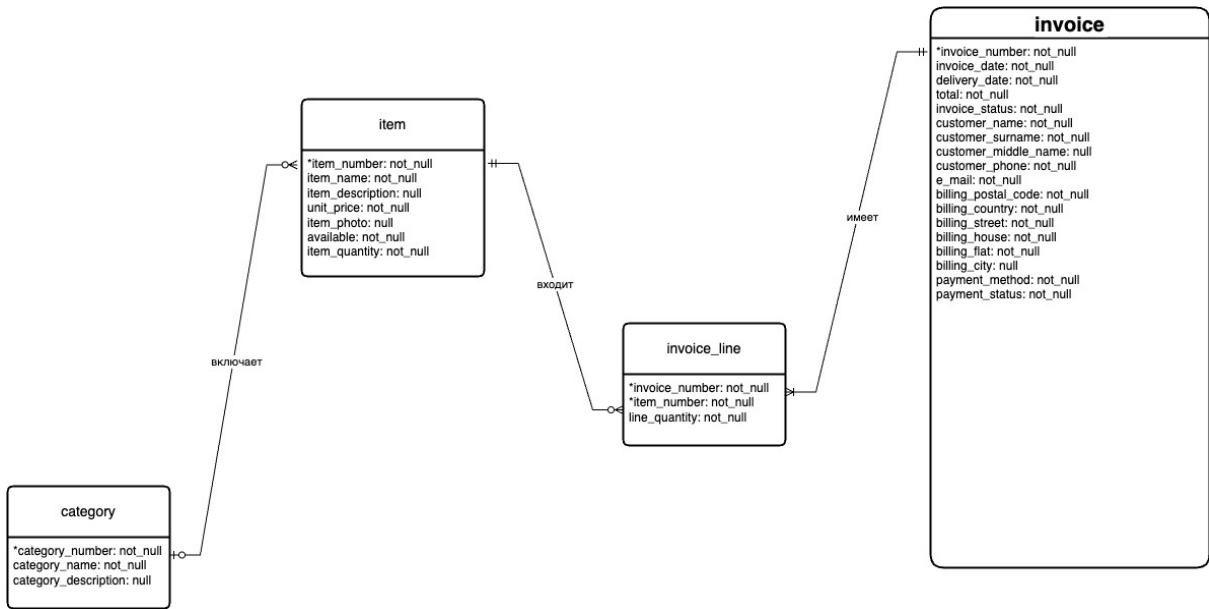 invoice
*invoice_number: not_null
invoice_date: not_null
delivery_date: not_null
total: not_null
invoice_status: not_null
customer_name: not_null
customer_surname: not_null
customer_middle_name: null
customer_phone: not_null
e_mail: not_null
billing_postal_code: not_null
billing_country: not_null
billing_street: not_null
billing_house: not_null
billing_flat: not_null
billing_city: null
payment_method: not_null
payment_status: not_null
item
*item_number: not_null
item_name: not_null
item_description: null
unit_price: not_null
item_photo: null
available: not_null
item_quantity: not_null
имеет
входит
invoice_line
*invoice_number: not_null
*item_number: not_null
line_quantity: not_null
включает
category
*category_number: not_null
category_name: not_null
category_description: null